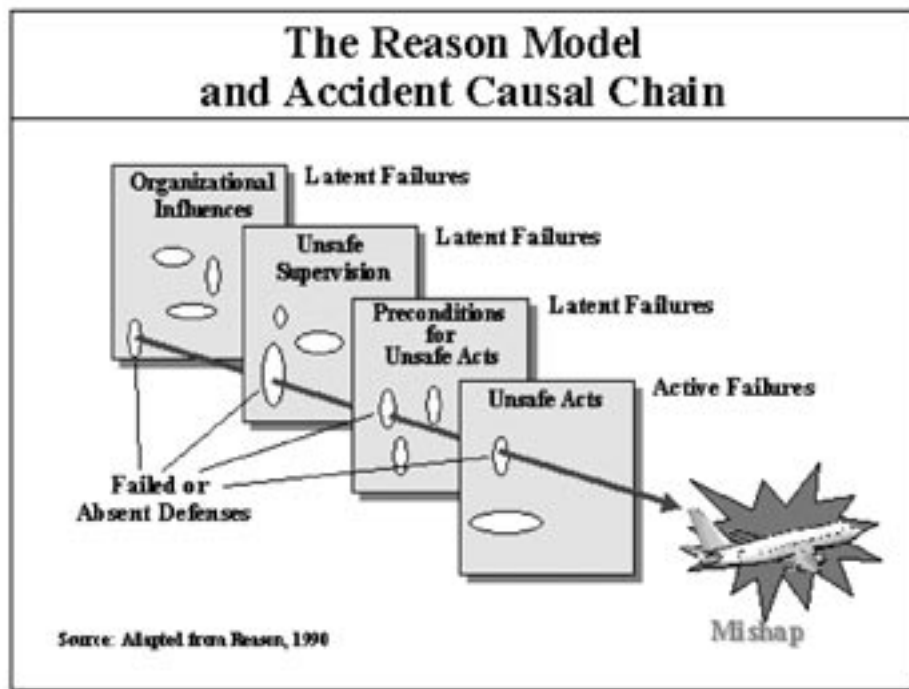 The Reason Model
and Accident Causal Chain
Organizational
Influences
Latent Failures
Unsafe
Supervision
Latent Failures
Preconditions
for
Unsafe Acts
Latent Failures
Unsafe Acts
Active Failures
Failed or
Absent Defenses
Mishap
Source: Adapted from Reason, 1990